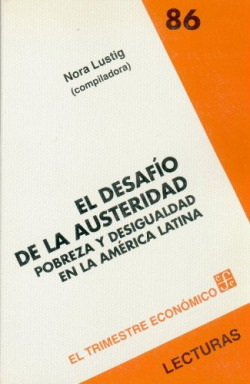 86
Nora Lustig
(compiladora)
EL DESAFÍO
DE LA AUSTERIDAD
POBREZA Y DESIGUALDAD
EN LA AMÉRICA LATINA
EL TRIMESTRE ECONÓMICO
LECTURAS